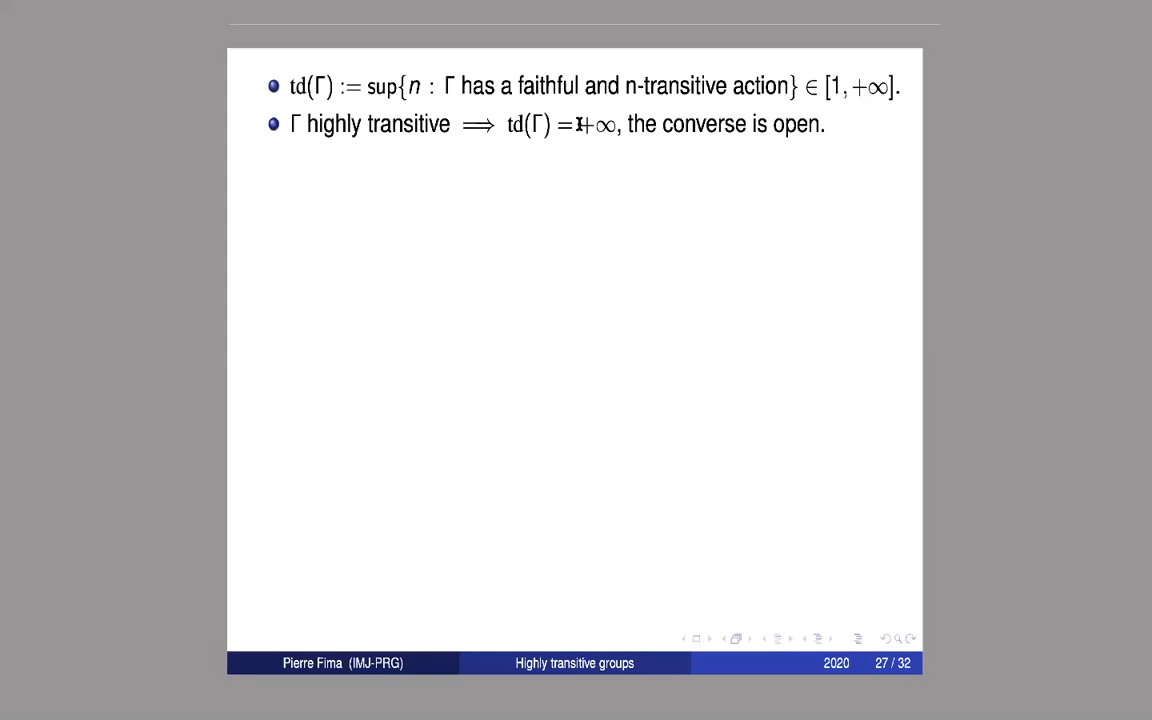 td(Γ) := sup{n : Γ has a faithful and n-transitive action} ∈ [1, +∞].
Γ highly transitive ⟹ td(Γ) = +∞, the converse is open.
Pierre Fima (IMJ-PRG) Highly transitive groups 2020 27 / 32